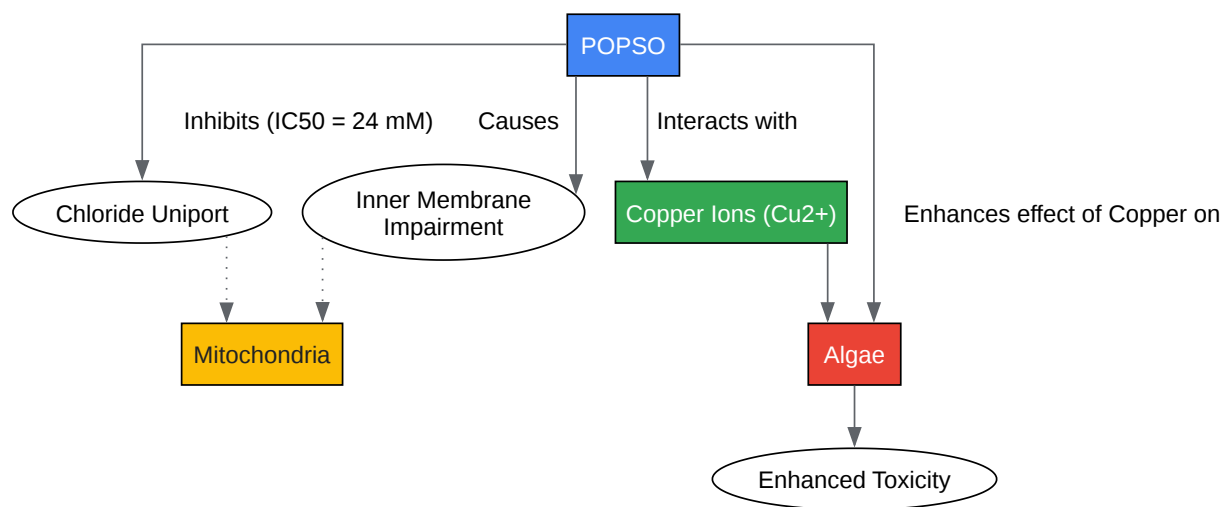 POPSO
Inhibits (IC50 = 24 mM)
Causes
Interacts with
Chloride Uniport
Inner Membrane
Impairment
Copper Ions (Cu2+)
Enhances effect of Copper on
Mitochondria
Algae
Enhanced Toxicity